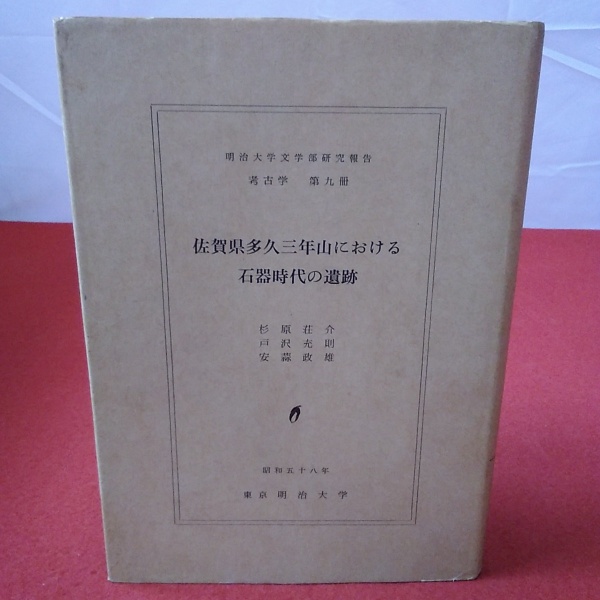 明治大学文学部研究報告
考古学 第九冊
佐賀県多久三年山における
石器時代の遺跡
杉原荘介
戸沢充則
安蒜政雄
昭和五十八年
東京明治大学